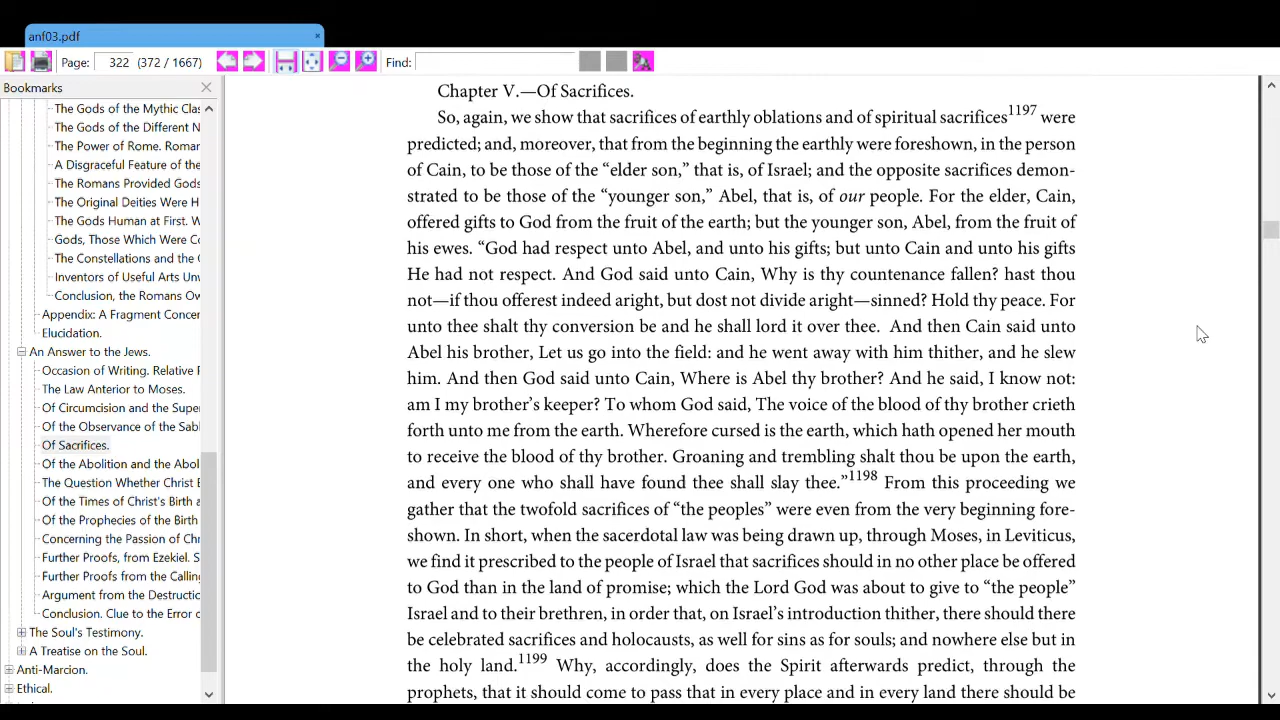 anf03.pdf
Page: 322 (372 / 1667) Find:
Bookmarks
The Gods of the Mythic Clas
The Gods of the Different N
The Power of Rome. Roman
A Disgraceful Feature of the
The Romans Provided Gods
The Original Deities Were H
The Gods Human at First. W
Gods, Those Which Were Co
The Constellations and the G
Inventors of Useful Arts Unv
Conclusion, the Romans Ow
Appendix: A Fragment Concer
Elucidation.
An Answer to the Jews.
Occasion of Writing. Relative P
The Law Anterior to Moses.
Of Circumcision and the Super
Of the Observance of the Sabl
Of Sacrifices.
Of the Abolition and the Abol
The Question Whether Christ B
Of the Times of Christ's Birth a
Of the Prophecies of the Birth
Concerning the Passion of Chr
Further Proofs, from Ezekiel. S
Further Proofs from the Calling
Argument from the Destructic
Conclusion. Clue to the Error o
The Soul's Testimony.
A Treatise on the Soul.
Anti-Marcion.
Ethical.
Chapter V.—Of Sacrifices.
So, again, we show that sacrifices of earthly oblations and of spiritual sacrifices1197 were
predicted; and, moreover, that from the beginning the earthly were foreshown, in the person
of Cain, to be those of the “elder son,” that is, of Israel; and the opposite sacrifices demon-
strated to be those of the “younger son,” Abel, that is, of our people. For the elder, Cain,
offered gifts to God from the fruit of the earth; but the younger son, Abel, from the fruit of
his ewes. “God had respect unto Abel, and unto his gifts; but unto Cain and unto his gifts
He had not respect. And God said unto Cain, Why is thy countenance fallen? hast thou
not—if thou offerest indeed aright, but dost not divide aright—sinned? Hold thy peace. For
unto thee shalt thy conversion be and he shall lord it over thee. And then Cain said unto
Abel his brother, Let us go into the field: and he went away with him thither, and he slew
him. And then God said unto Cain, Where is Abel thy brother? And he said, I know not:
am I my brother’s keeper? To whom God said, The voice of the blood of thy brother crieth
forth unto me from the earth. Wherefore cursed is the earth, which hath opened her mouth
to receive the blood of thy brother. Groaning and trembling shalt thou be upon the earth,
and every one who shall have found thee shall slay thee.”1198 From this proceeding we
gather that the twofold sacrifices of “the peoples” were even from the very beginning fore-
shown. In short, when the sacerdotal law was being drawn up, through Moses, in Leviticus,
we find it prescribed to the people of Israel that sacrifices should in no other place be offered
to God than in the land of promise; which the Lord God was about to give to “the people”
Israel and to their brethren, in order that, on Israel’s introduction thither, there should there
be celebrated sacrifices and holocausts, as well for sins as for souls; and nowhere else but in
the holy land.1199 Why, accordingly, does the Spirit afterwards predict, through the
prophets, that it should come to pass that in every place and in every land there should be